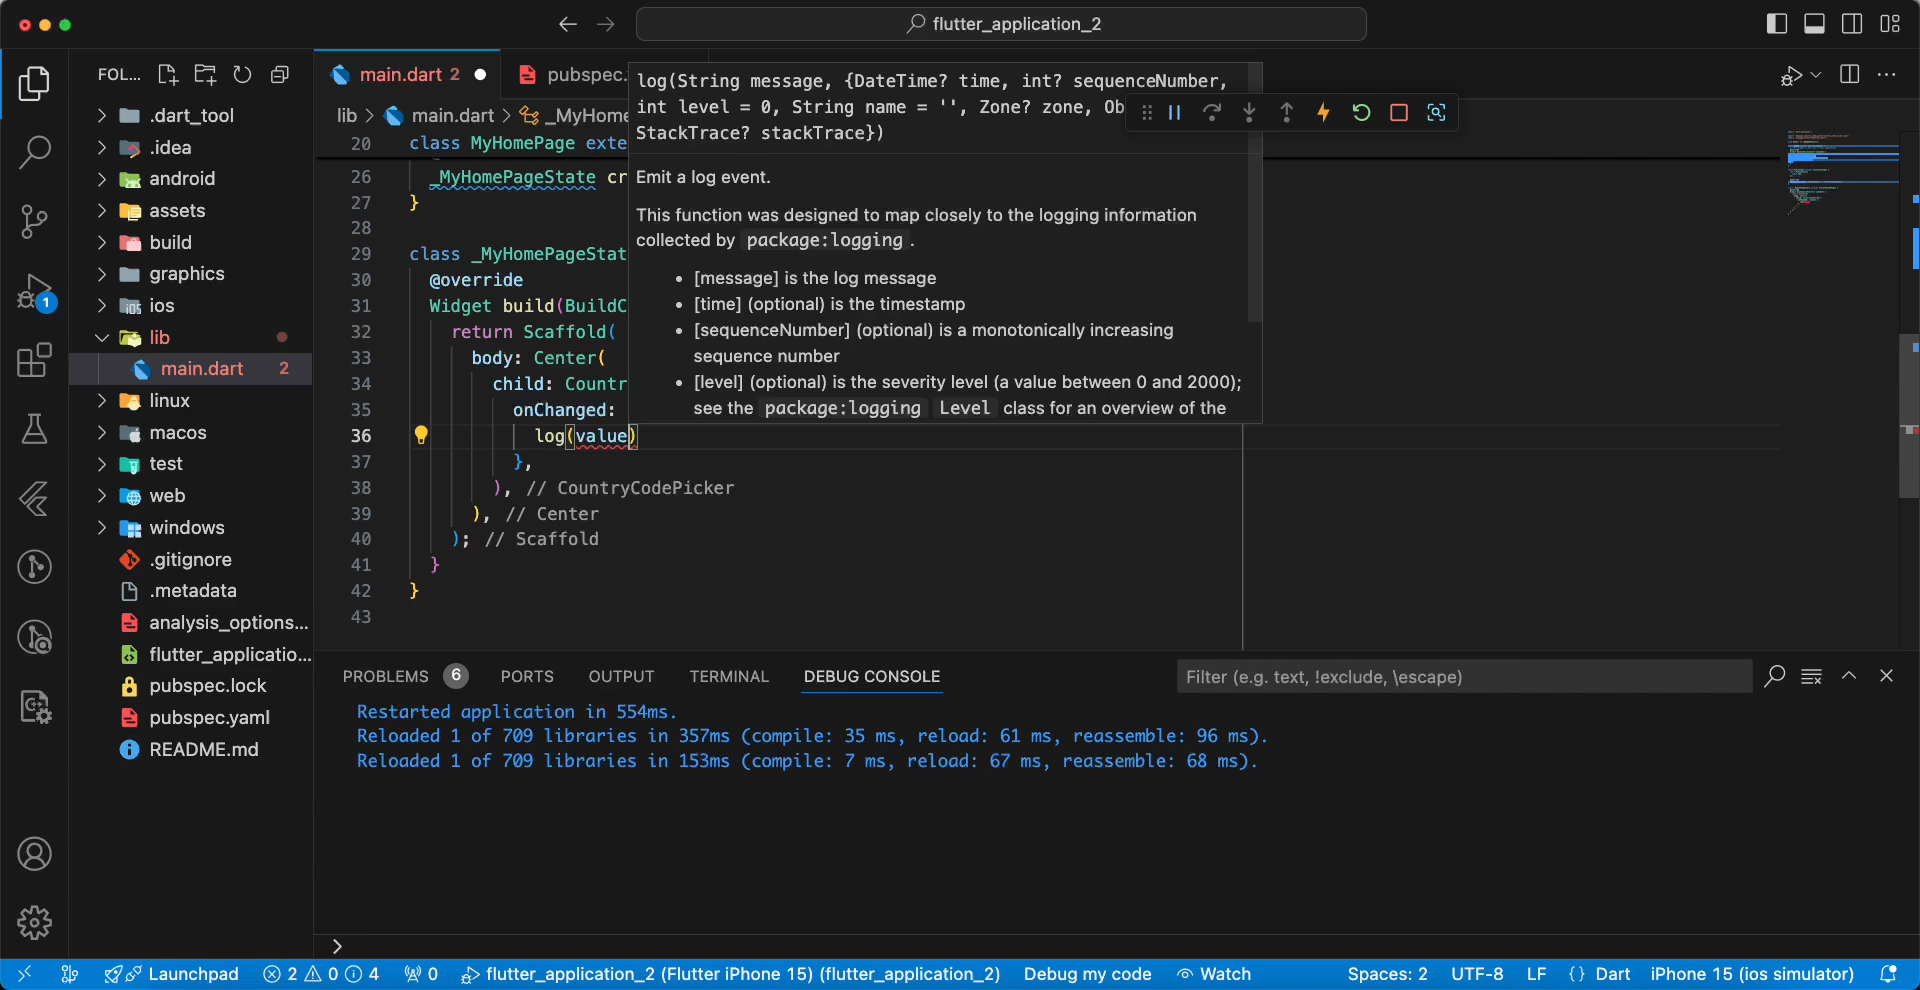 flutter_application_2
FOL...
.dart_tool
.idea
android
assets
build
graphics
ios
lib
main.dart 2
linux
macos
test
web
windows
.gitignore
.metadata
analysis_options...
flutter_applicatio...
pubspec.lock
pubspec.yaml
README.md
1
main.dart 2
pubspec.
lib > main.dart > _MyHome
20 class MyHomePage exte
26 _MyHomePageState cr
27 }
28
29 class _MyHomePageStat
30 @override
31 Widget build(BuildC
32 return Scaffold(
33 body: Center(
34 child: Countr
35 onChanged:
36 log(value)
37 },
38 ), // CountryCodePicker
39 ), // Center
40 ); // Scaffold
41 }
42 }
43
log(String message, {DateTime? time, int? sequenceNumber,
int level = 0, String name = '', Zone? zone, Ob
StackTrace? stackTrace})
Emit a log event.
This function was designed to map closely to the logging information
collected by package:logging .
• [message] is the log message
• [time] (optional) is the timestamp
• [sequenceNumber] (optional) is a monotonically increasing
sequence number
• [level] (optional) is the severity level (a value between 0 and 2000);
see the package:logging Level class for an overview of the
PROBLEMS 6 PORTS OUTPUT TERMINAL DEBUG CONSOLE
Filter (e.g. text, !exclude, \escape)
Restarted application in 554ms.
Reloaded 1 of 709 libraries in 357ms (compile: 35 ms, reload: 61 ms, reassemble: 96 ms).
Reloaded 1 of 709 libraries in 153ms (compile: 7 ms, reload: 67 ms, reassemble: 68 ms).
>
Launchpad 2 0 4 0 flutter_application_2 (Flutter iPhone 15) (flutter_application_2) Debug my code Watch Spaces: 2 UTF-8 LF {} Dart iPhone 15 (ios simulator)